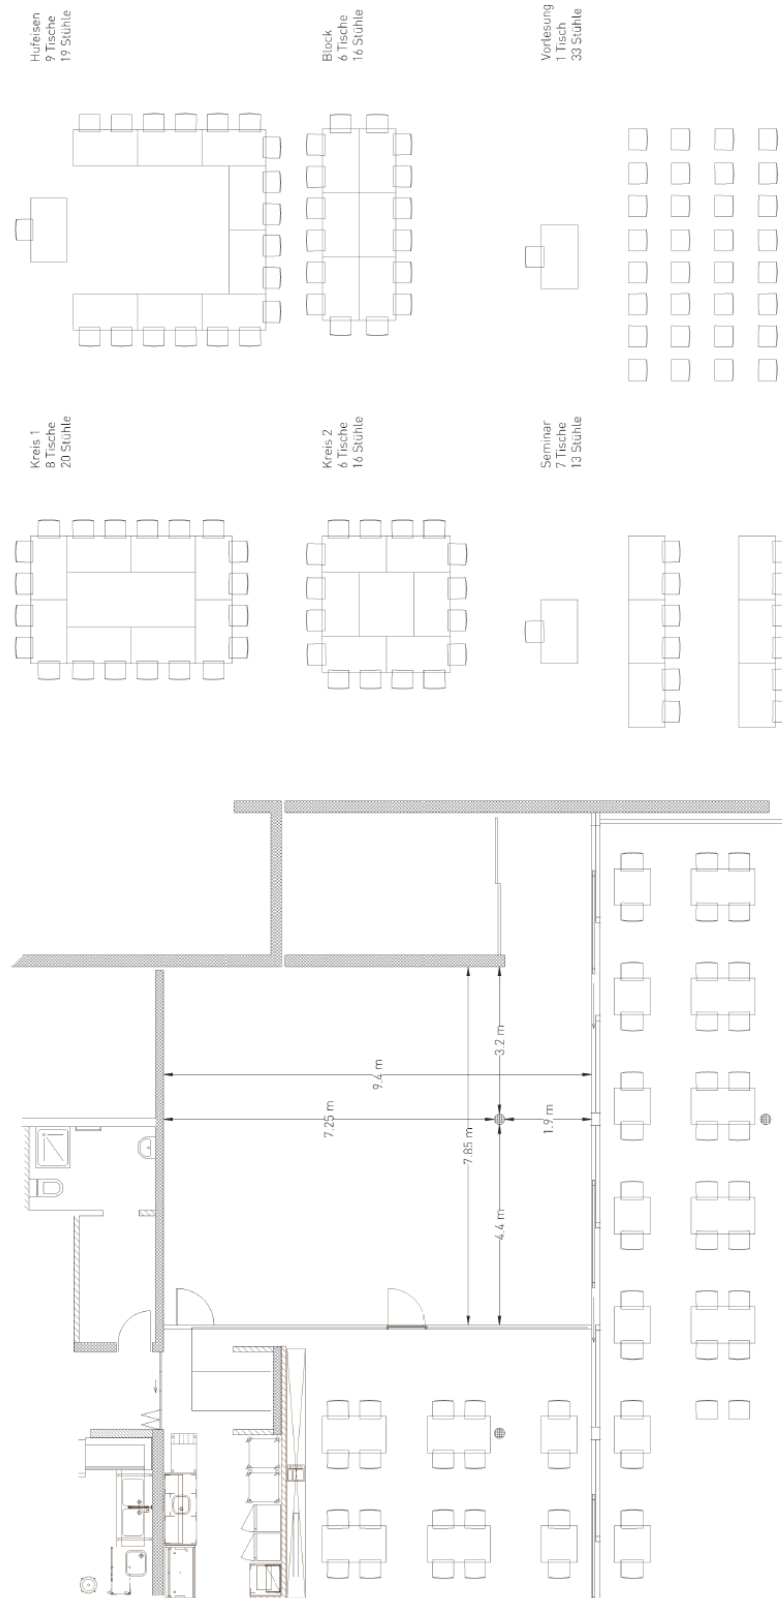 Hufeisen
9 Tische
19 Stühle
Block
6 Tische
16 Stühle
Vorlesung
1 Tisch
33 Stühle
Kreis 1
8 Tische
20 Stühle
Kreis 2
6 Tische
16 Stühle
Seminar
7 Tische
13 Stühle
9.4 m
7.25 m
7.85 m
3.2 m
1.9 m
4.4 m